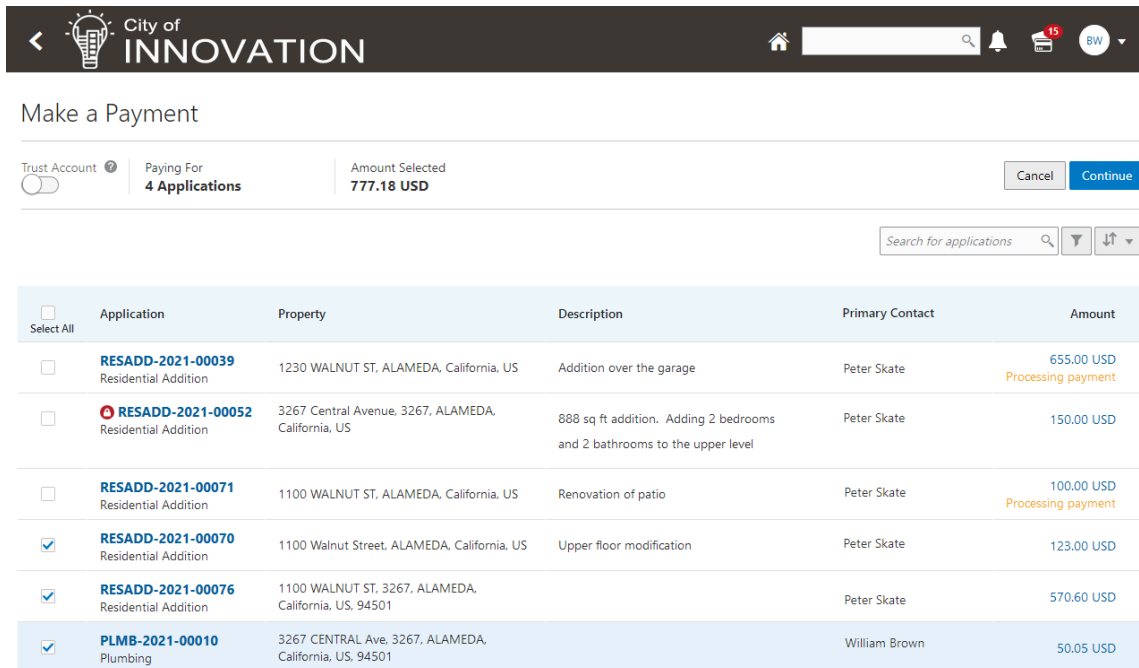 City of
INNOVATION
15
BW
Make a Payment
Trust Account ?
Paying For
4 Applications
Amount Selected
777.18 USD
Cancel
Continue
Search for applications
Select All
Application
Property
Description
Primary Contact
Amount
RESADD-2021-00039
Residential Addition
1230 WALNUT ST, ALAMEDA, California, US
Addition over the garage
Peter Skate
655.00 USD
Processing payment
RESADD-2021-00052
Residential Addition
3267 Central Avenue, 3267, ALAMEDA,
California, US
888 sq ft addition. Adding 2 bedrooms
and 2 bathrooms to the upper level
Peter Skate
150.00 USD
RESADD-2021-00071
Residential Addition
1100 WALNUT ST, ALAMEDA, California, US
Renovation of patio
Peter Skate
100.00 USD
Processing payment
RESADD-2021-00070
Residential Addition
1100 Walnut Street, ALAMEDA, California, US
Upper floor modification
Peter Skate
123.00 USD
RESADD-2021-00076
Residential Addition
1100 WALNUT ST, 3267, ALAMEDA,
California, US, 94501
Peter Skate
570.60 USD
PLMB-2021-00010
Plumbing
3267 CENTRAL Ave, 3267, ALAMEDA,
California, US, 94501
William Brown
50.05 USD